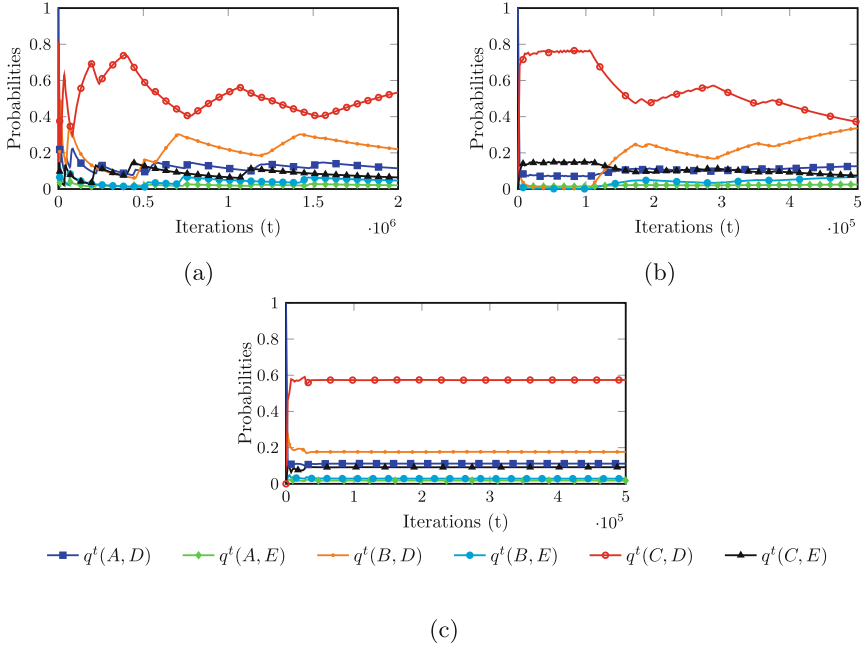 1
0.8
0.6
0.4
0.2
0
Probabilities
0 0.5 1 1.5 2
Iterations (t)
·10^6
(a)
1
0.8
0.6
0.4
0.2
0
Probabilities
0 1 2 3 4 5
Iterations (t)
·10^5
(b)
1
0.8
0.6
0.4
0.2
0
Probabilities
0 1 2 3 4 5
Iterations (t)
·10^5
q^t(A, D) q^t(A, E) q^t(B, D) q^t(B, E) q^t(C, D) q^t(C, E)
(c)